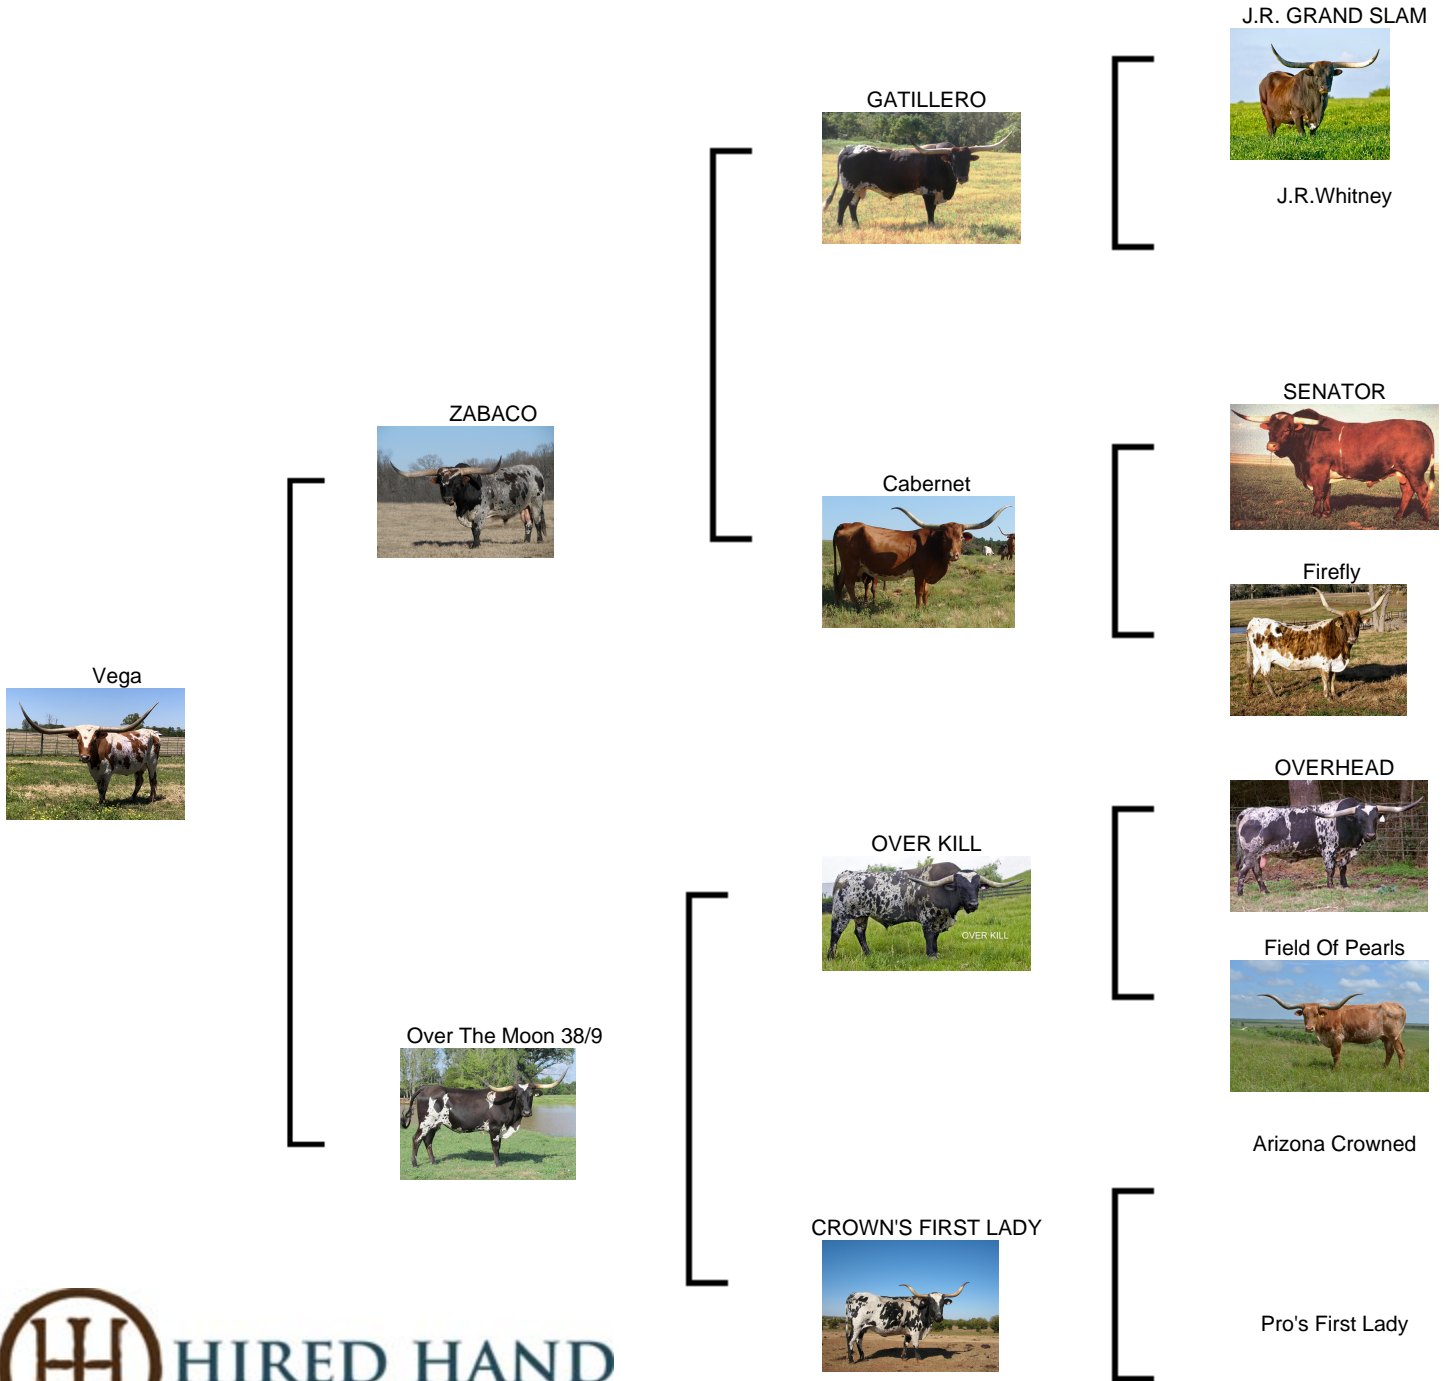 J.R. GRAND SLAM
GATILLERO
J.R.Whitney
ZABACO
SENATOR
Cabernet
Firefly
Vega
OVERHEAD
OVER KILL
OVER KILL
Field Of Pearls
Over The Moon 38/9
Arizona Crowned
CROWN'S FIRST LADY
Pro's First Lady
HH HIRED HAND